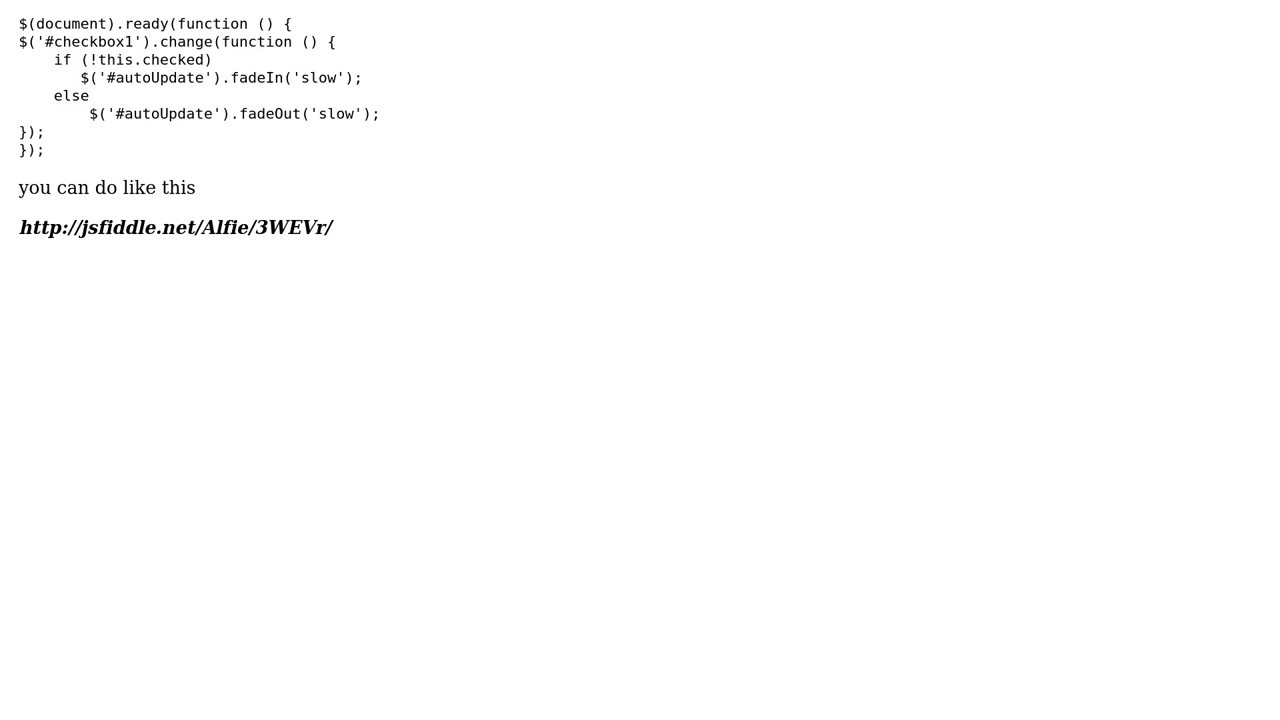 $(document).ready(function () {
$('#checkbox1').change(function () {
    if (!this.checked)
       $('#autoUpdate').fadeIn('slow');
    else
        $('#autoUpdate').fadeOut('slow');
});
});
you can do like this
http://jsfiddle.net/Alfie/3WEVr/